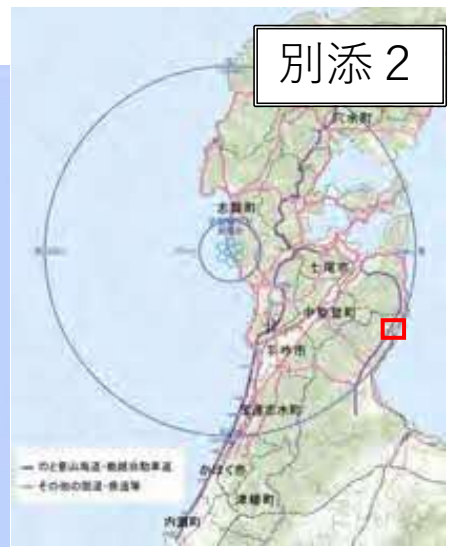 別添２
穴水町
志賀町
七尾市
中能登町
羽咋市
宝達志水町
かほく市
津幡町
内灘町
のと里山海道・能越自動車道
その他の国道・県道等